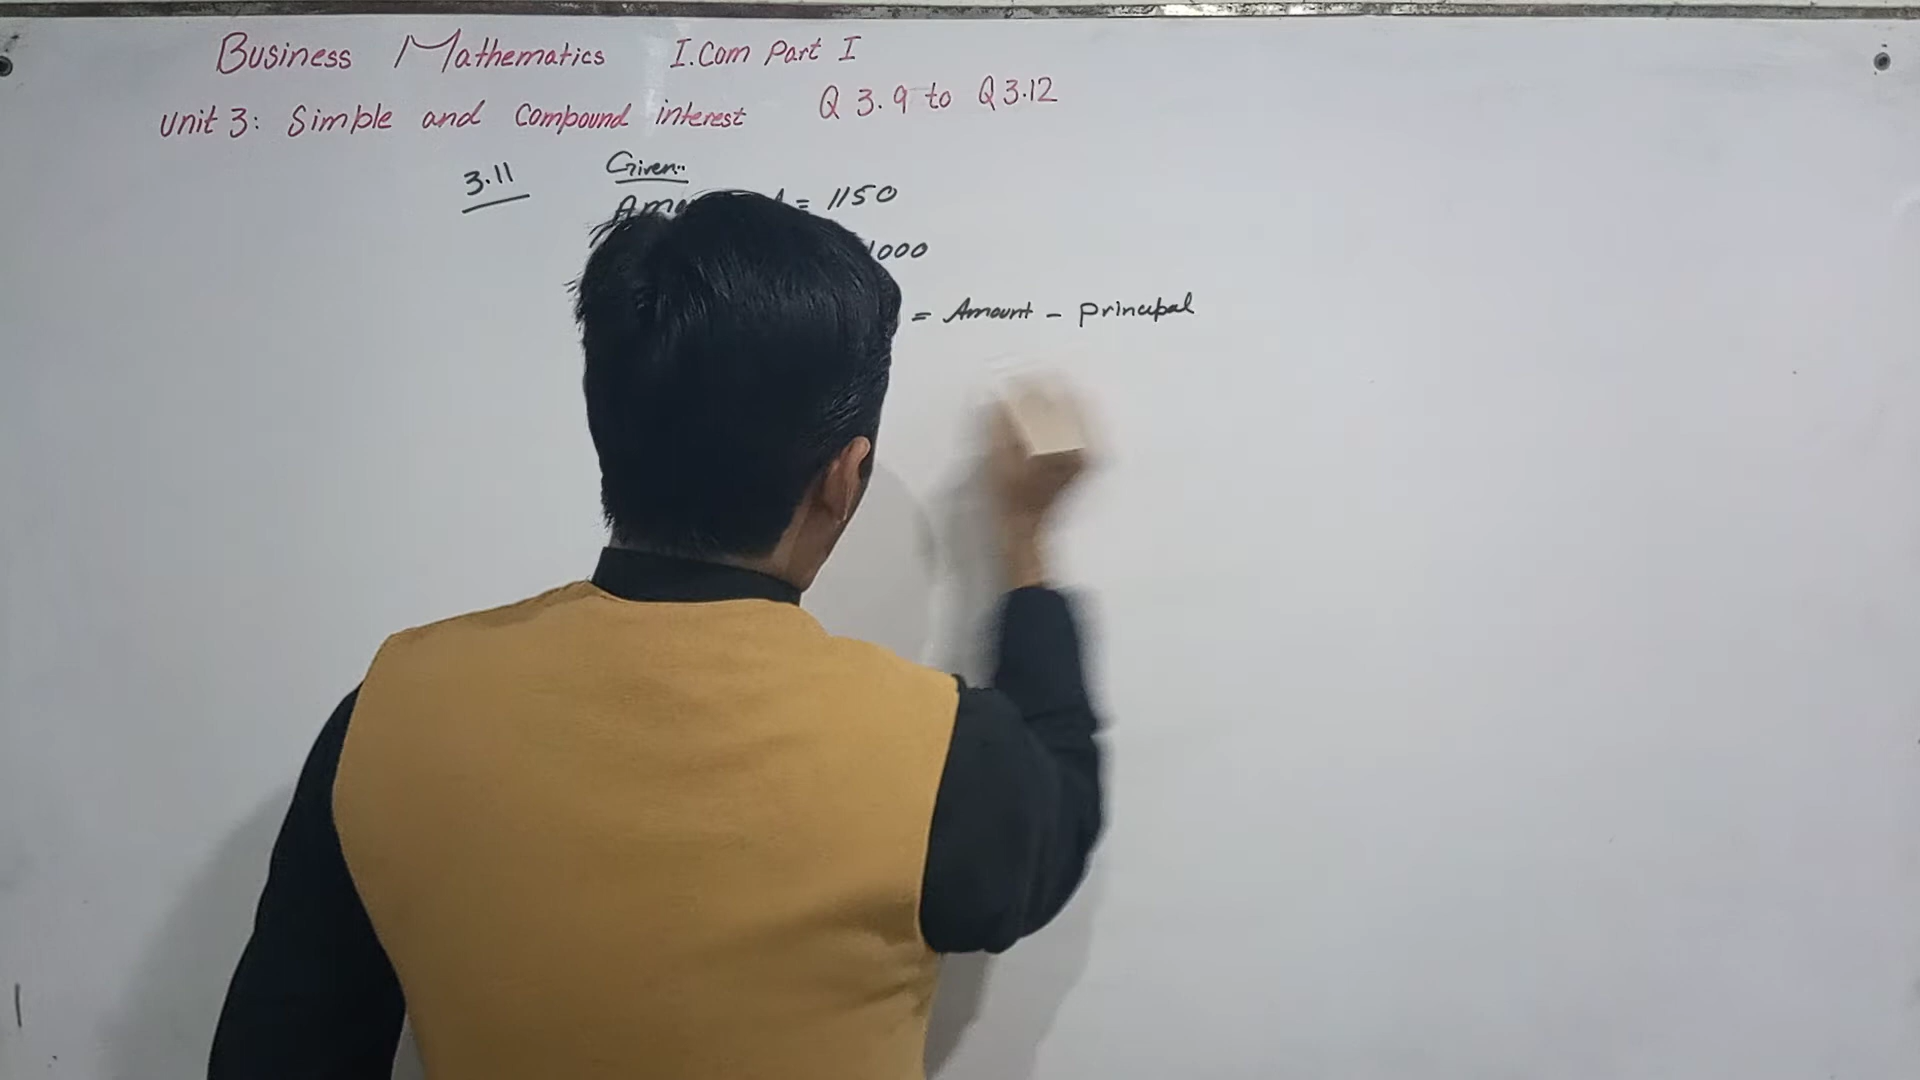 Business Mathematics I.Com Part I
Unit 3: Simple and Compound interest Q 3.9 to Q 3.12
3.11 Given:
= 1150
1000
= Amount - Principal